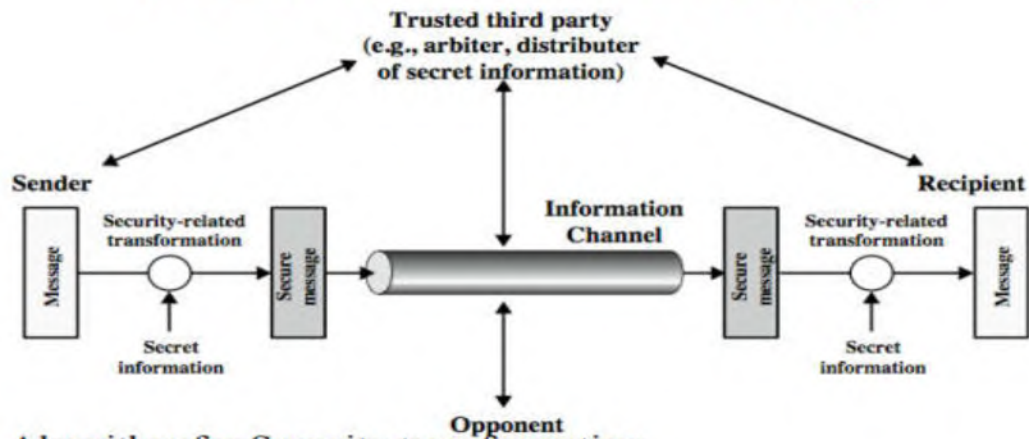 Trusted third party
(e.g., arbiter, distributer
of secret information)
Sender
Recipient
Security-related
transformation
Information
Channel
Security-related
transformation
Message
Secure
message
Secure
message
Message
Secret
information
Secret
information
Opponent